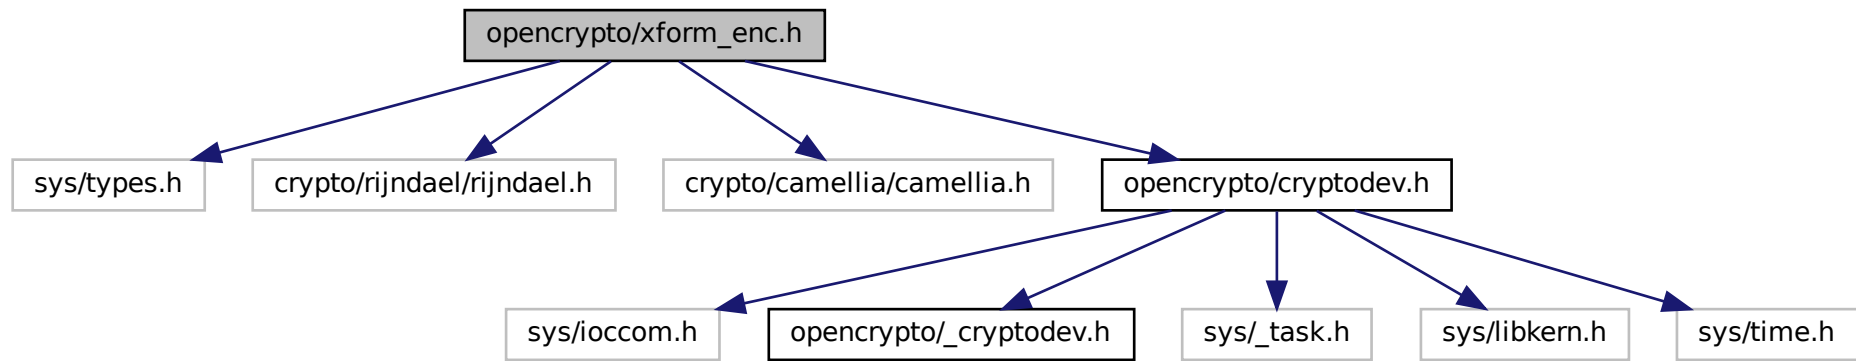 opencrypto/xform_enc.h
sys/types.h
crypto/rijndael/rijndael.h
crypto/camellia/camellia.h
opencrypto/cryptodev.h
sys/ioccom.h
opencrypto/_cryptodev.h
sys/_task.h
sys/libkern.h
sys/time.h